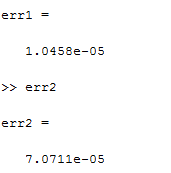 err1 =
1.0458e-05
>> err2
err2 =
7.0711e-05